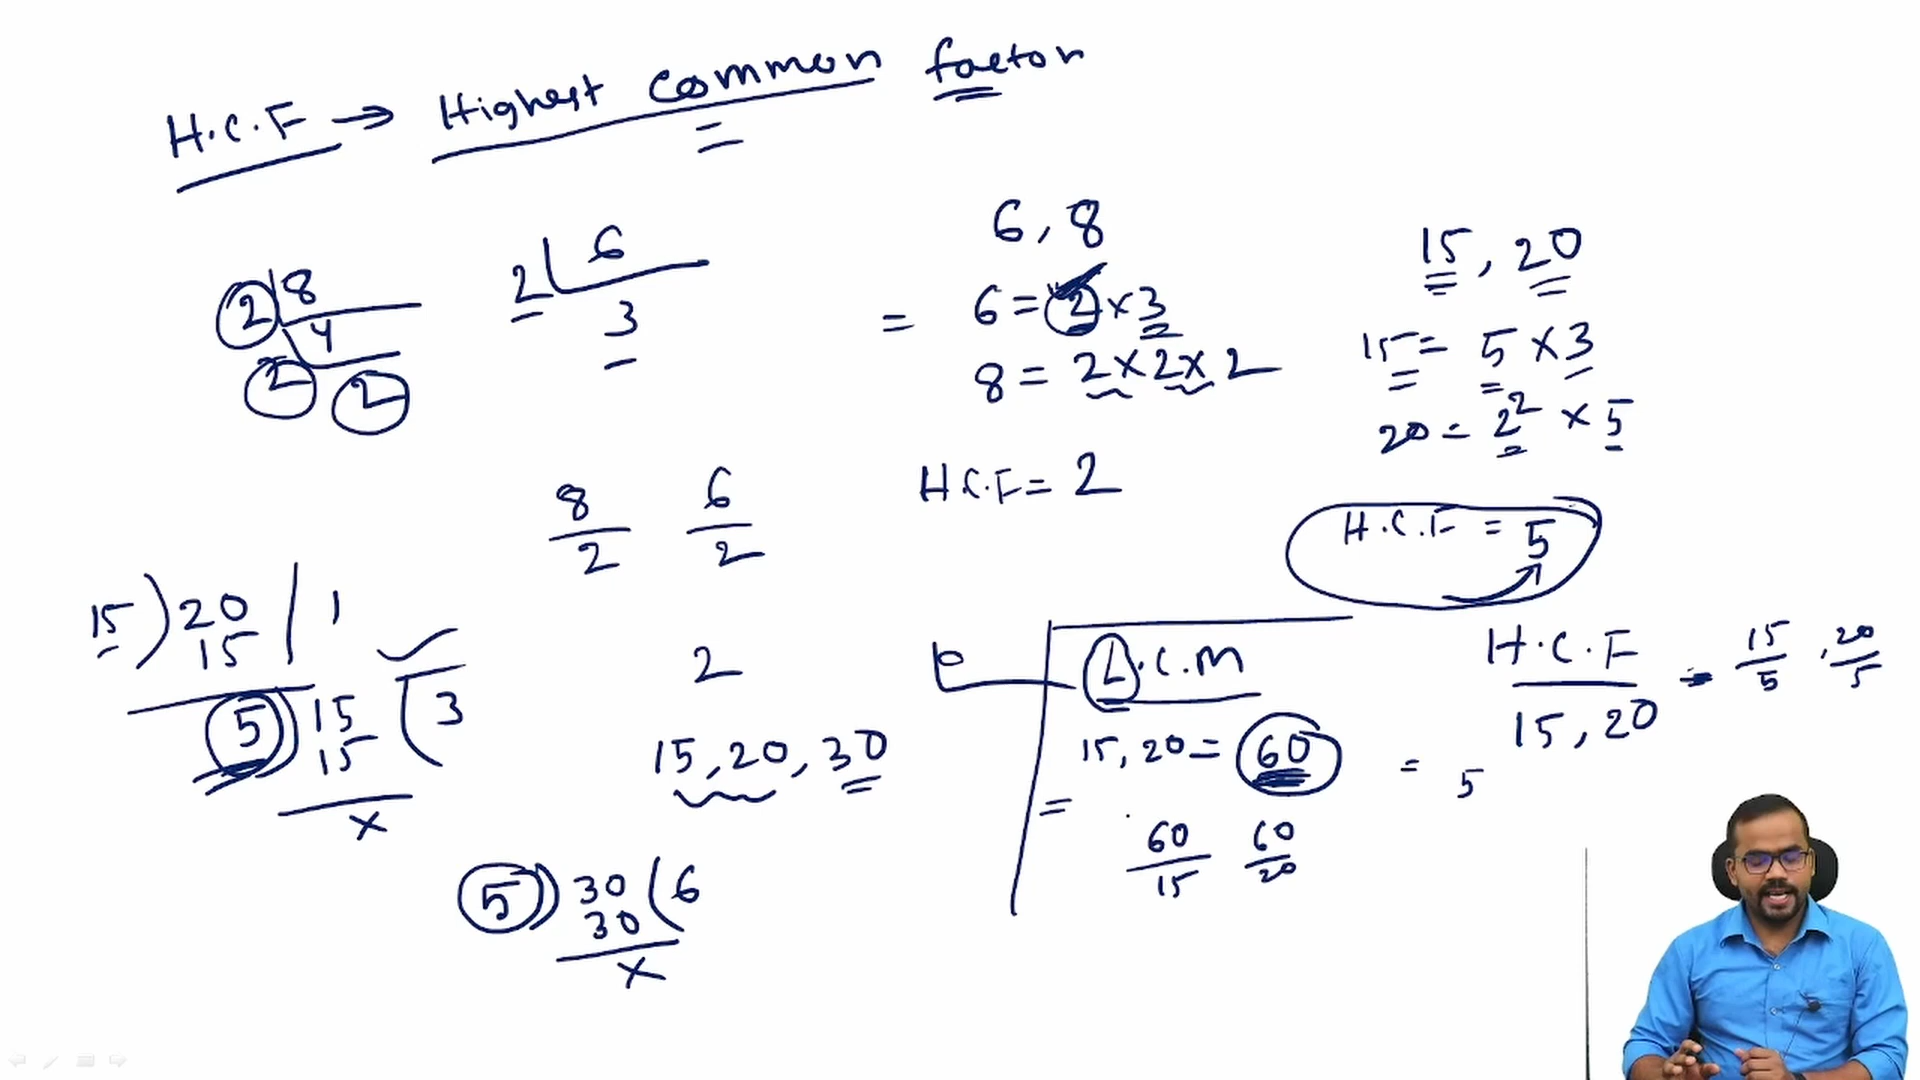 H.C.F → Highest common factor
6, 8
15, 20
2 | 8
4
2 2
2 | 6
3
= 6 = 2 × 3
8 = 2 × 2 × 2
H.C.F = 2
15 = 5 × 3
20 = 2² × 5
H.C.F = 5
8/2 6/2
15 ) 20 | 1
15
5 ) 15 ( 3
15
x
2
15, 20, 30
5 ) 30 ( 6
30
x
L.C.M
15, 20 = 60
=
60/15 60/20
H.C.F
15, 20
15/5 , 20/5
= 5